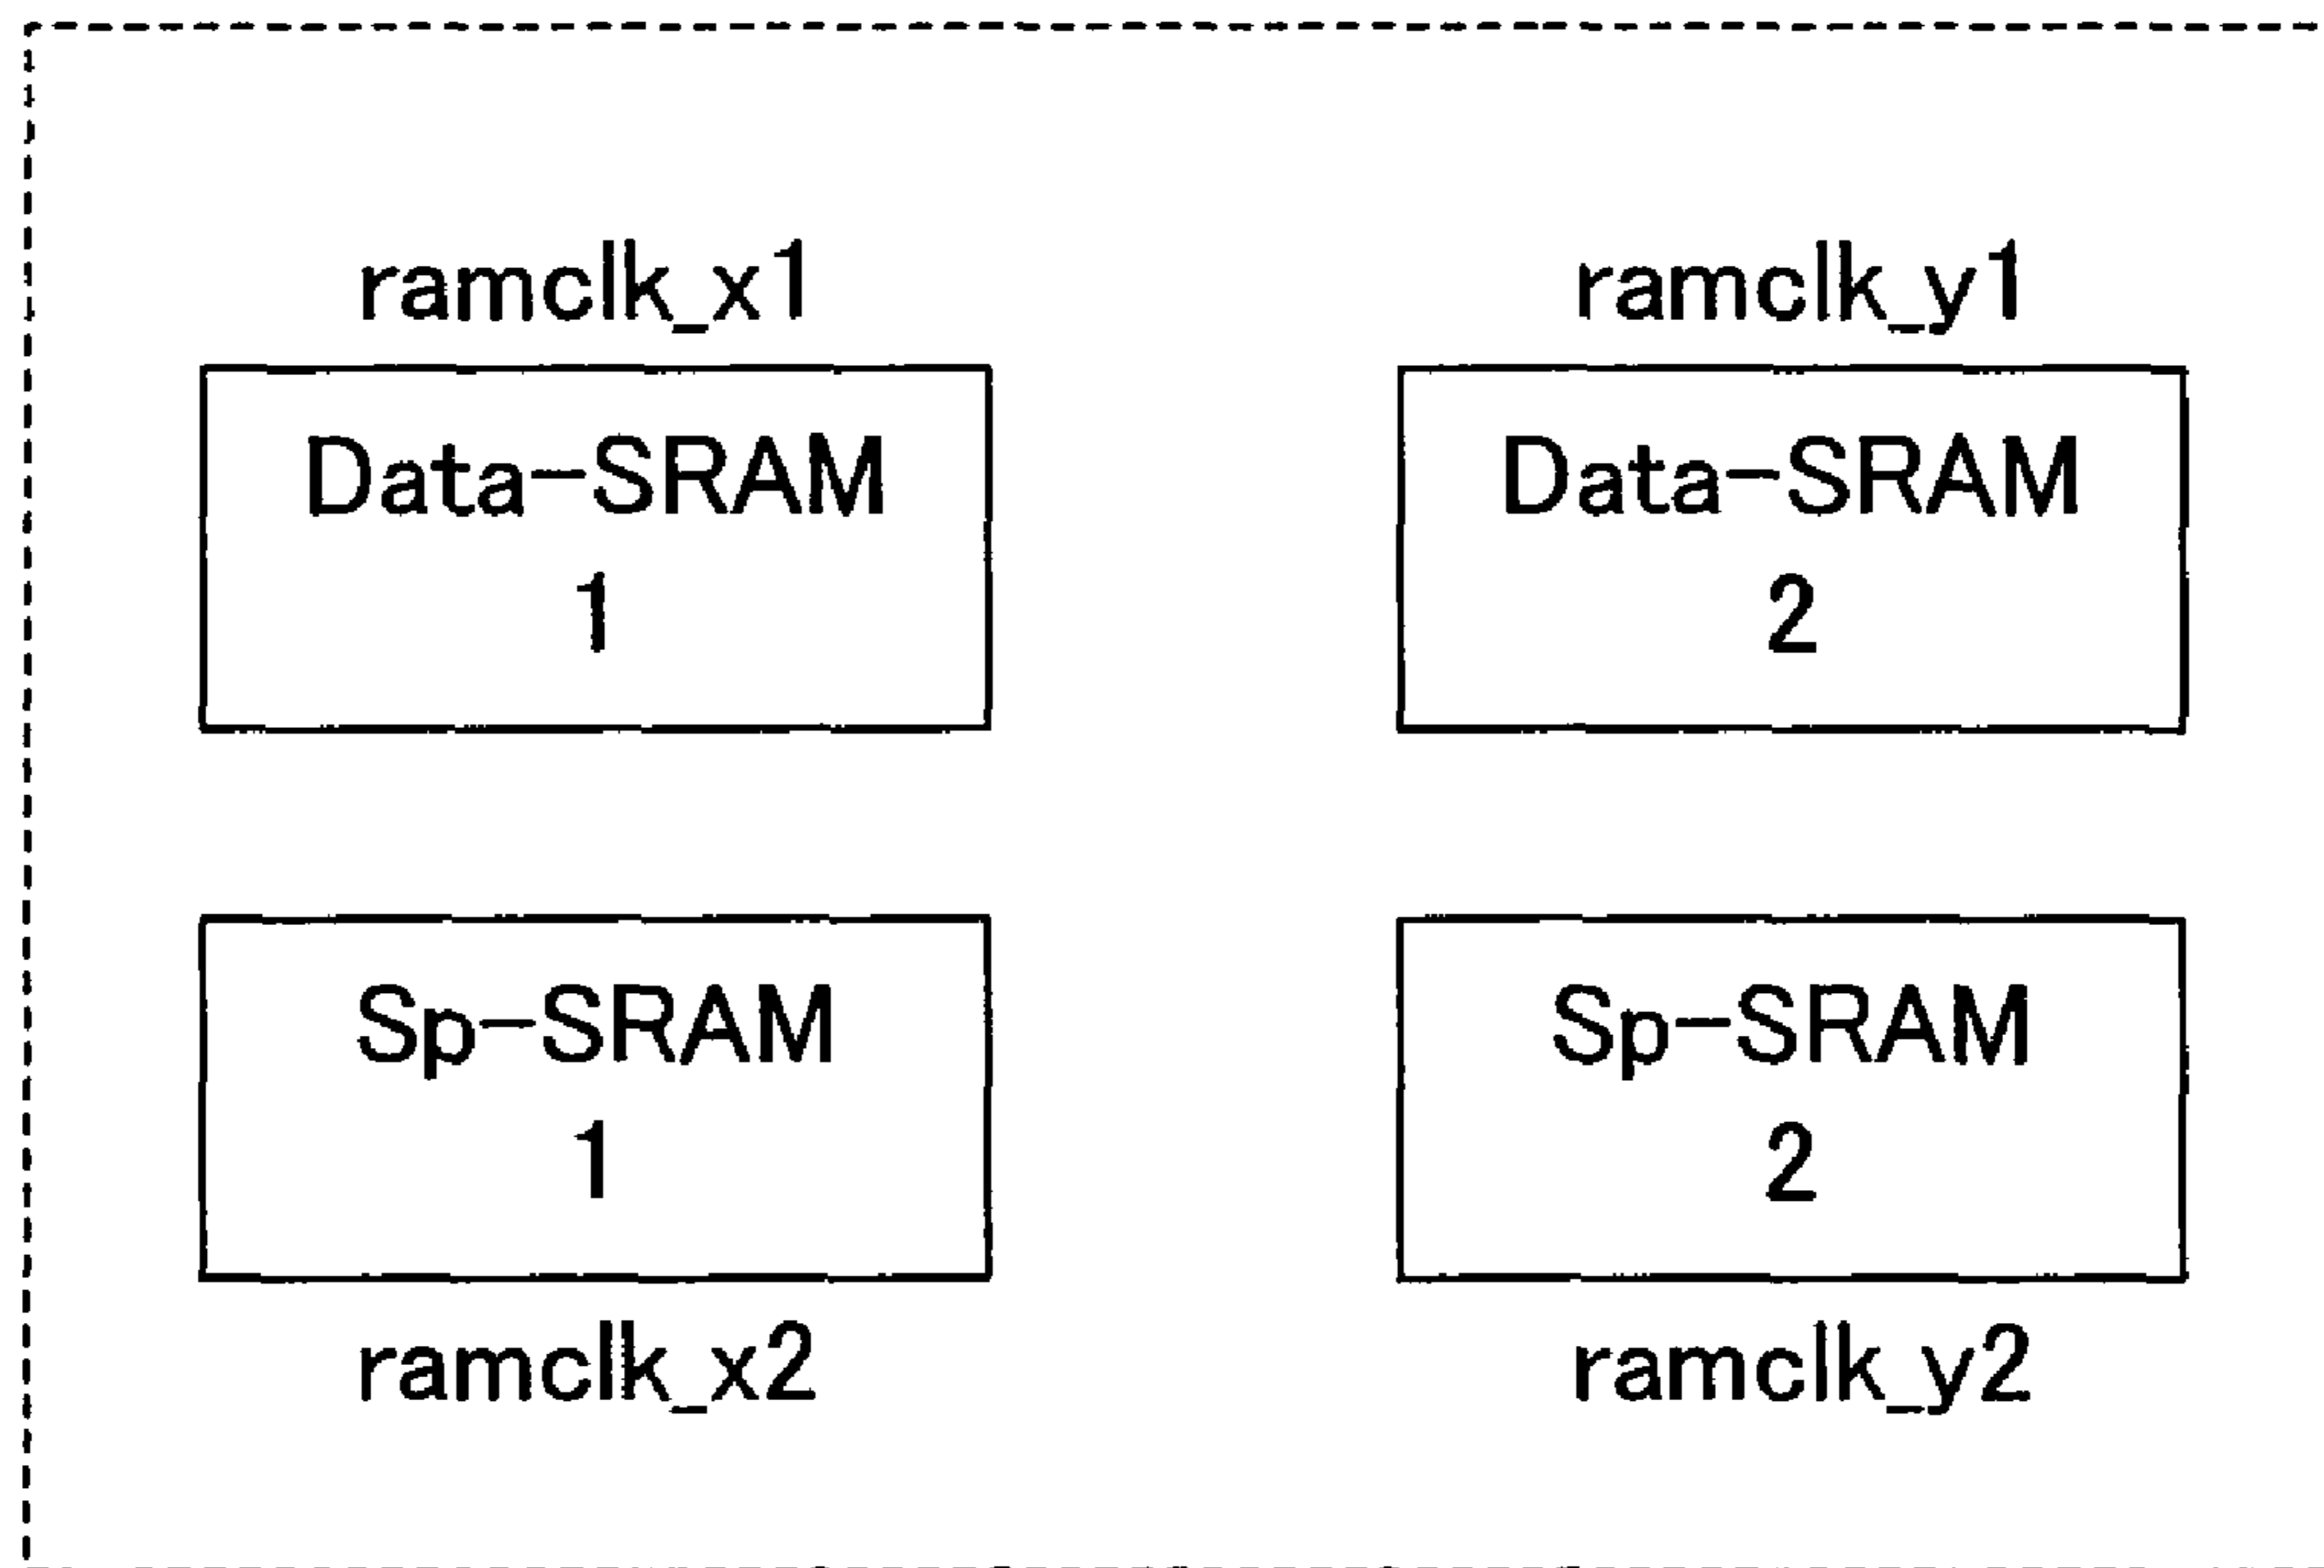 ramclk_x1
ramclk_y1
Data-SRAM
1
Data-SRAM
2
Sp-SRAM
1
Sp-SRAM
2
ramclk_x2
ramclk_y2